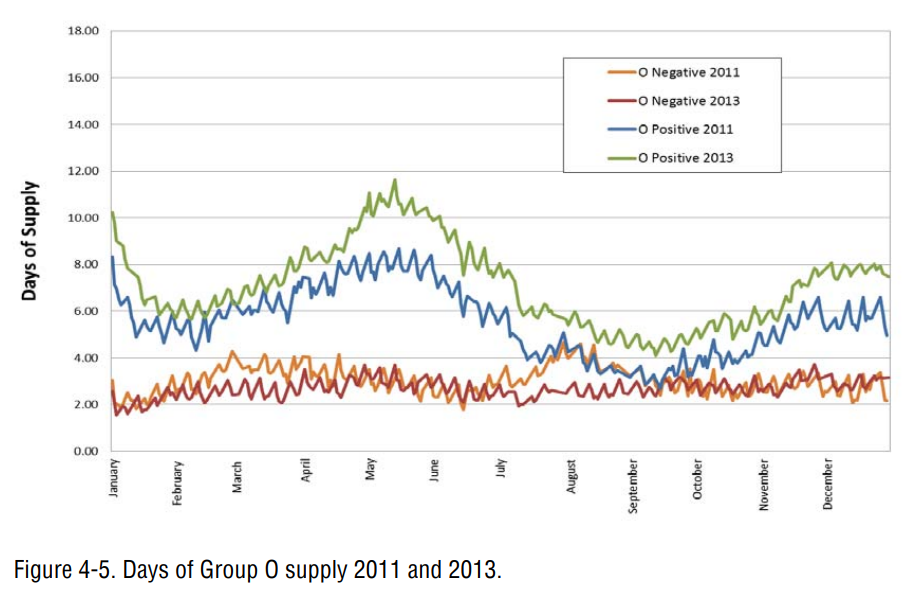 18.00
16.00
14.00
12.00
10.00
8.00
6.00
4.00
2.00
0.00
Days of Supply
O Negative 2011
O Negative 2013
O Positive 2011
O Positive 2013
January
February
March
April
May
June
July
August
September
October
November
December
Figure 4-5. Days of Group O supply 2011 and 2013.